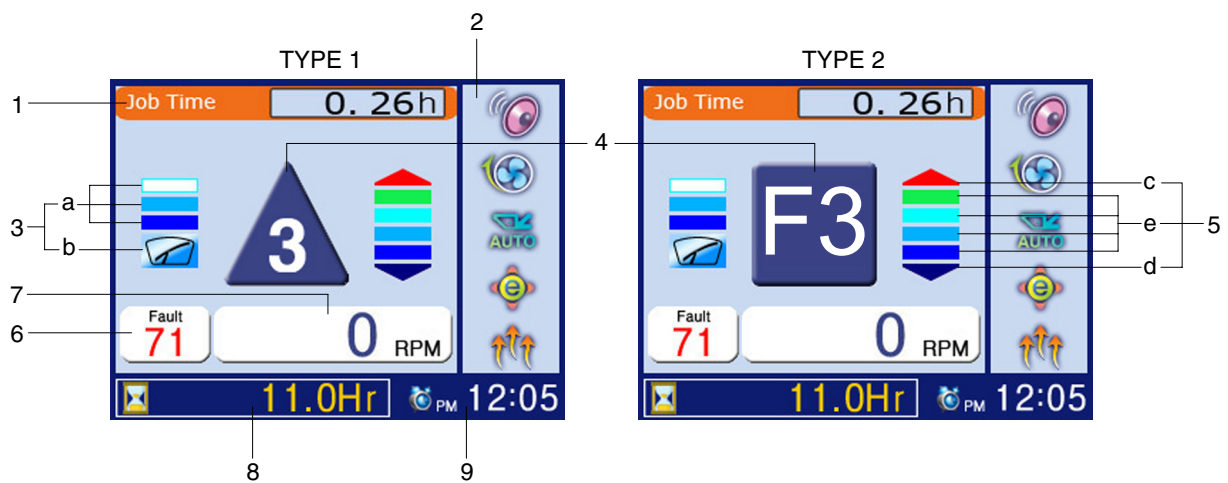 2
TYPE 1
TYPE 2
1
Job Time 0. 26h
Job Time 0. 26h
4
3
a
b
3
F3
AUTO
AUTO
c
e
d
5
7
6
Fault
71
0 RPM
Fault
71
0 RPM
11.0Hr PM 12:05
11.0Hr PM 12:05
8
9